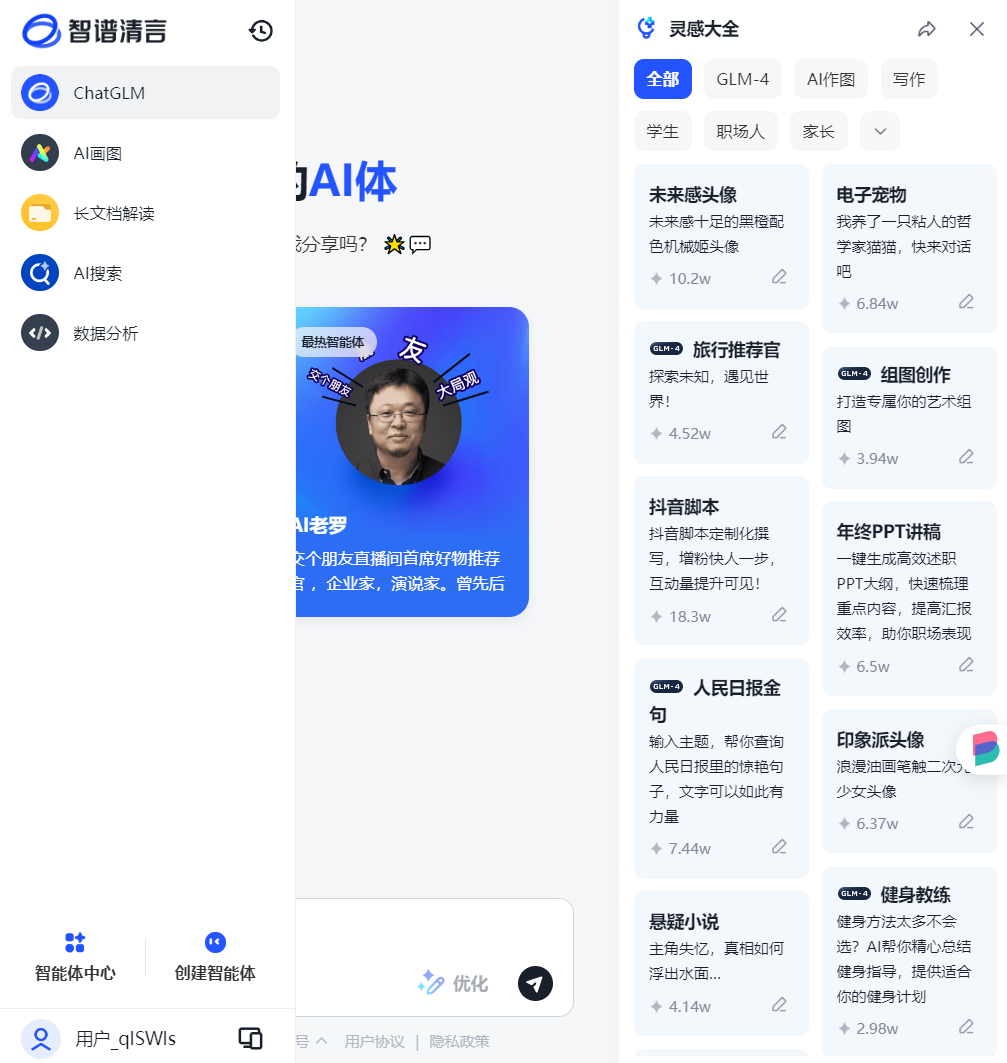 智谱清言
ChatGLM
AI画图
长文档解读
AI搜索
数据分析
智能体中心
创建智能体
用户_qISWIs
的AI体
我分享吗？
最热智能体
友
交个朋友
大局观
AI老罗
交个朋友直播间首席好物推荐
官 ，企业家，演说家。曾先后
优化
号
用户协议 | 隐私政策
灵感大全
全部
GLM-4
AI作图
写作
学生
职场人
家长
未来感头像
未来感十足的黑橙配
色机械姬头像
10.2w
GLM-4 旅行推荐官
探索未知，遇见世
界！
4.52w
抖音脚本
抖音脚本定制化撰
写，增粉快人一步，
互动量提升可见！
18.3w
GLM-4 人民日报金
句
输入主题，帮你查询
人民日报里的惊艳句
子，文字可以如此有
力量
7.44w
悬疑小说
主角失忆，真相如何
浮出水面...
4.14w
电子宠物
我养了一只粘人的哲
学家猫猫，快来对话
吧
6.84w
GLM-4 组图创作
打造专属你的艺术组
图
3.94w
年终PPT讲稿
一键生成高效述职
PPT大纲，快速梳理
重点内容，提高汇报
效率，助你职场表现
6.5w
印象派头像
浪漫油画笔触二次元
少女头像
6.37w
GLM-4 健身教练
健身方法太多不会
选？AI帮你精心总结
健身指导，提供适合
你的健身计划
2.98w